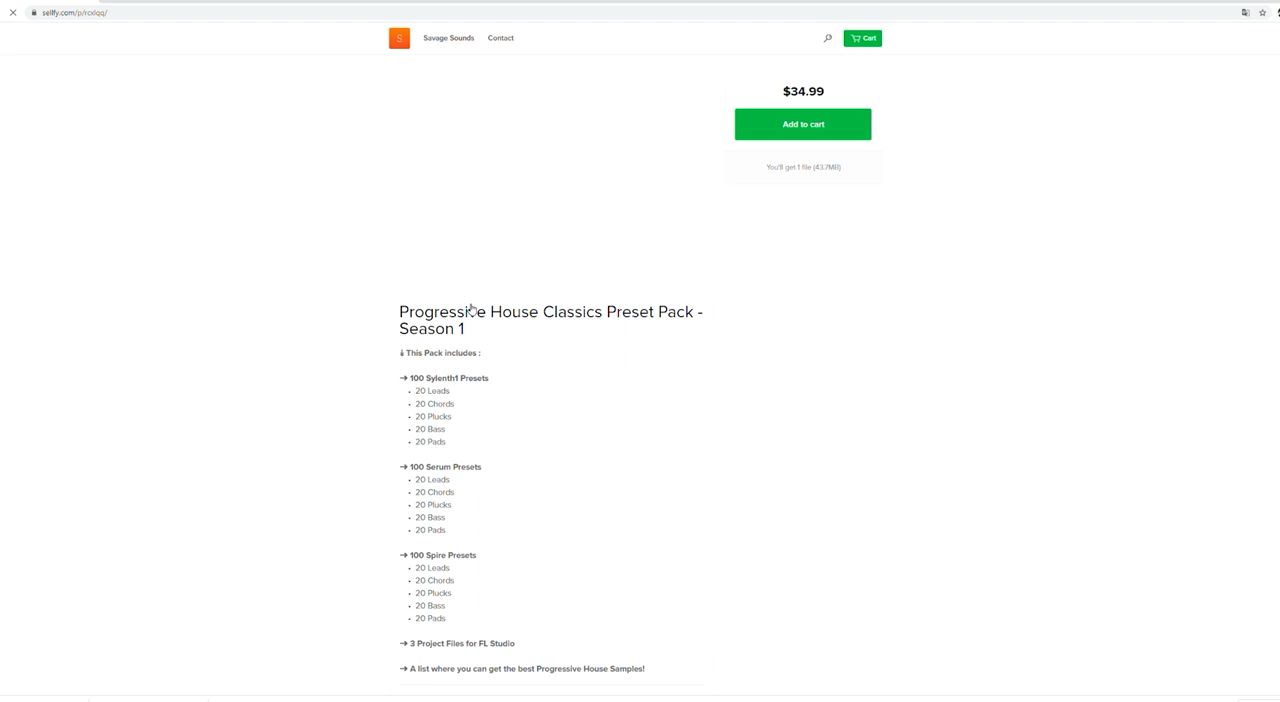 sellfy.com/p/rcxlqq/
S Savage Sounds Contact Cart
$34.99
Add to cart
You'll get 1 file (43.7MB)
Progressive House Classics Preset Pack -
Season 1
This Pack includes :
→ 100 Sylenth1 Presets
• 20 Leads
• 20 Chords
• 20 Plucks
• 20 Bass
• 20 Pads
→ 100 Serum Presets
• 20 Leads
• 20 Chords
• 20 Plucks
• 20 Bass
• 20 Pads
→ 100 Spire Presets
• 20 Leads
• 20 Chords
• 20 Plucks
• 20 Bass
• 20 Pads
→ 3 Project Files for FL Studio
→ A list where you can get the best Progressive House Samples!